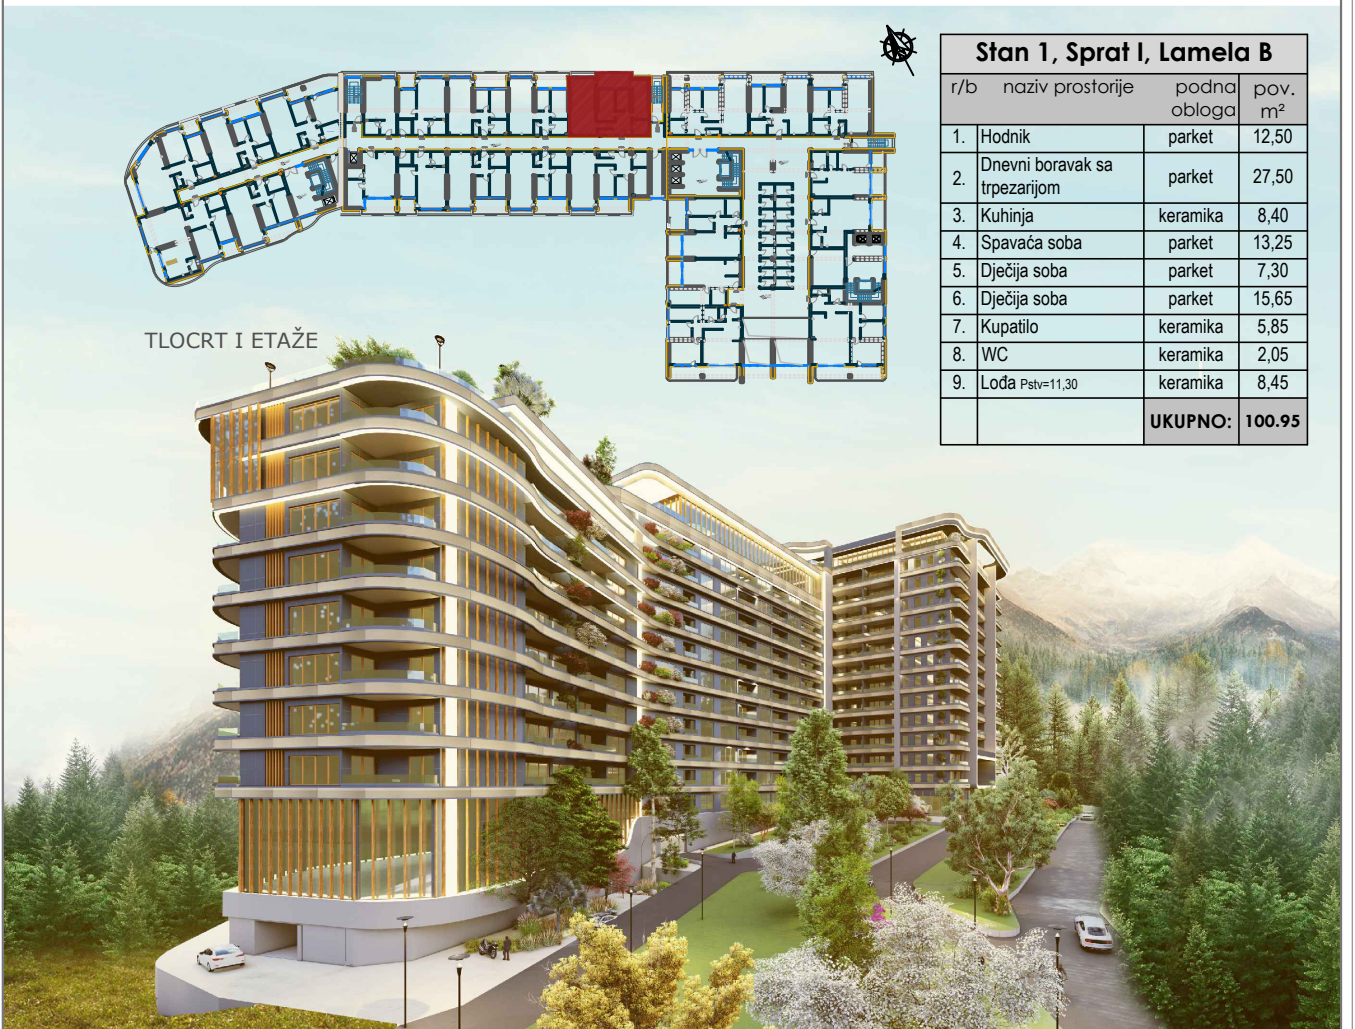 Stan 1, Sprat I, Lamela B
r/b naziv prostorije podna obloga pov. m²
1. Hodnik parket 12,50
2. Dnevni boravak sa trpezarijom parket 27,50
3. Kuhinja keramika 8,40
4. Spavaća soba parket 13,25
5. Dječija soba parket 7,30
6. Dječija soba parket 15,65
7. Kupatilo keramika 5,85
8. WC keramika 2,05
9. Lođa Pstv=11,30 keramika 8,45
UKUPNO: 100.95
TLOCRT I ETAŽE